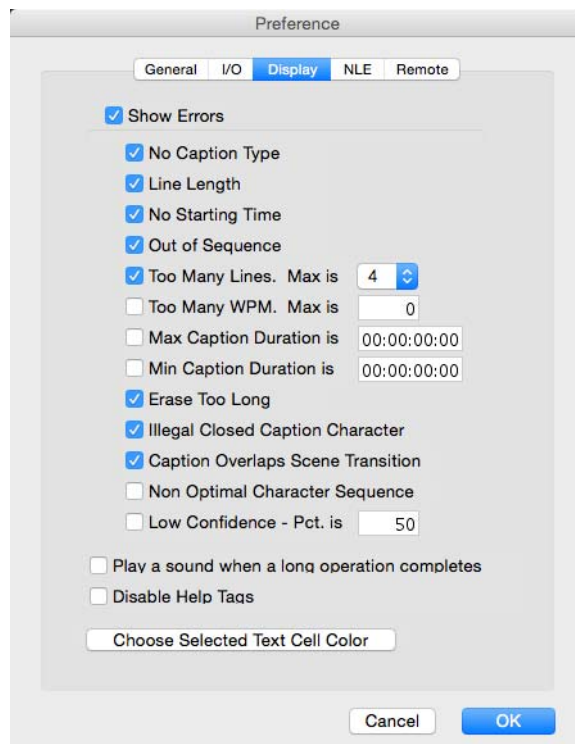 Preference
General I/O Display NLE Remote
Show Errors
No Caption Type
Line Length
No Starting Time
Out of Sequence
Too Many Lines. Max is 4
Too Many WPM. Max is 0
Max Caption Duration is 00:00:00:00
Min Caption Duration is 00:00:00:00
Erase Too Long
Illegal Closed Caption Character
Caption Overlaps Scene Transition
Non Optimal Character Sequence
Low Confidence - Pct. is 50
Play a sound when a long operation completes
Disable Help Tags
Choose Selected Text Cell Color
Cancel OK